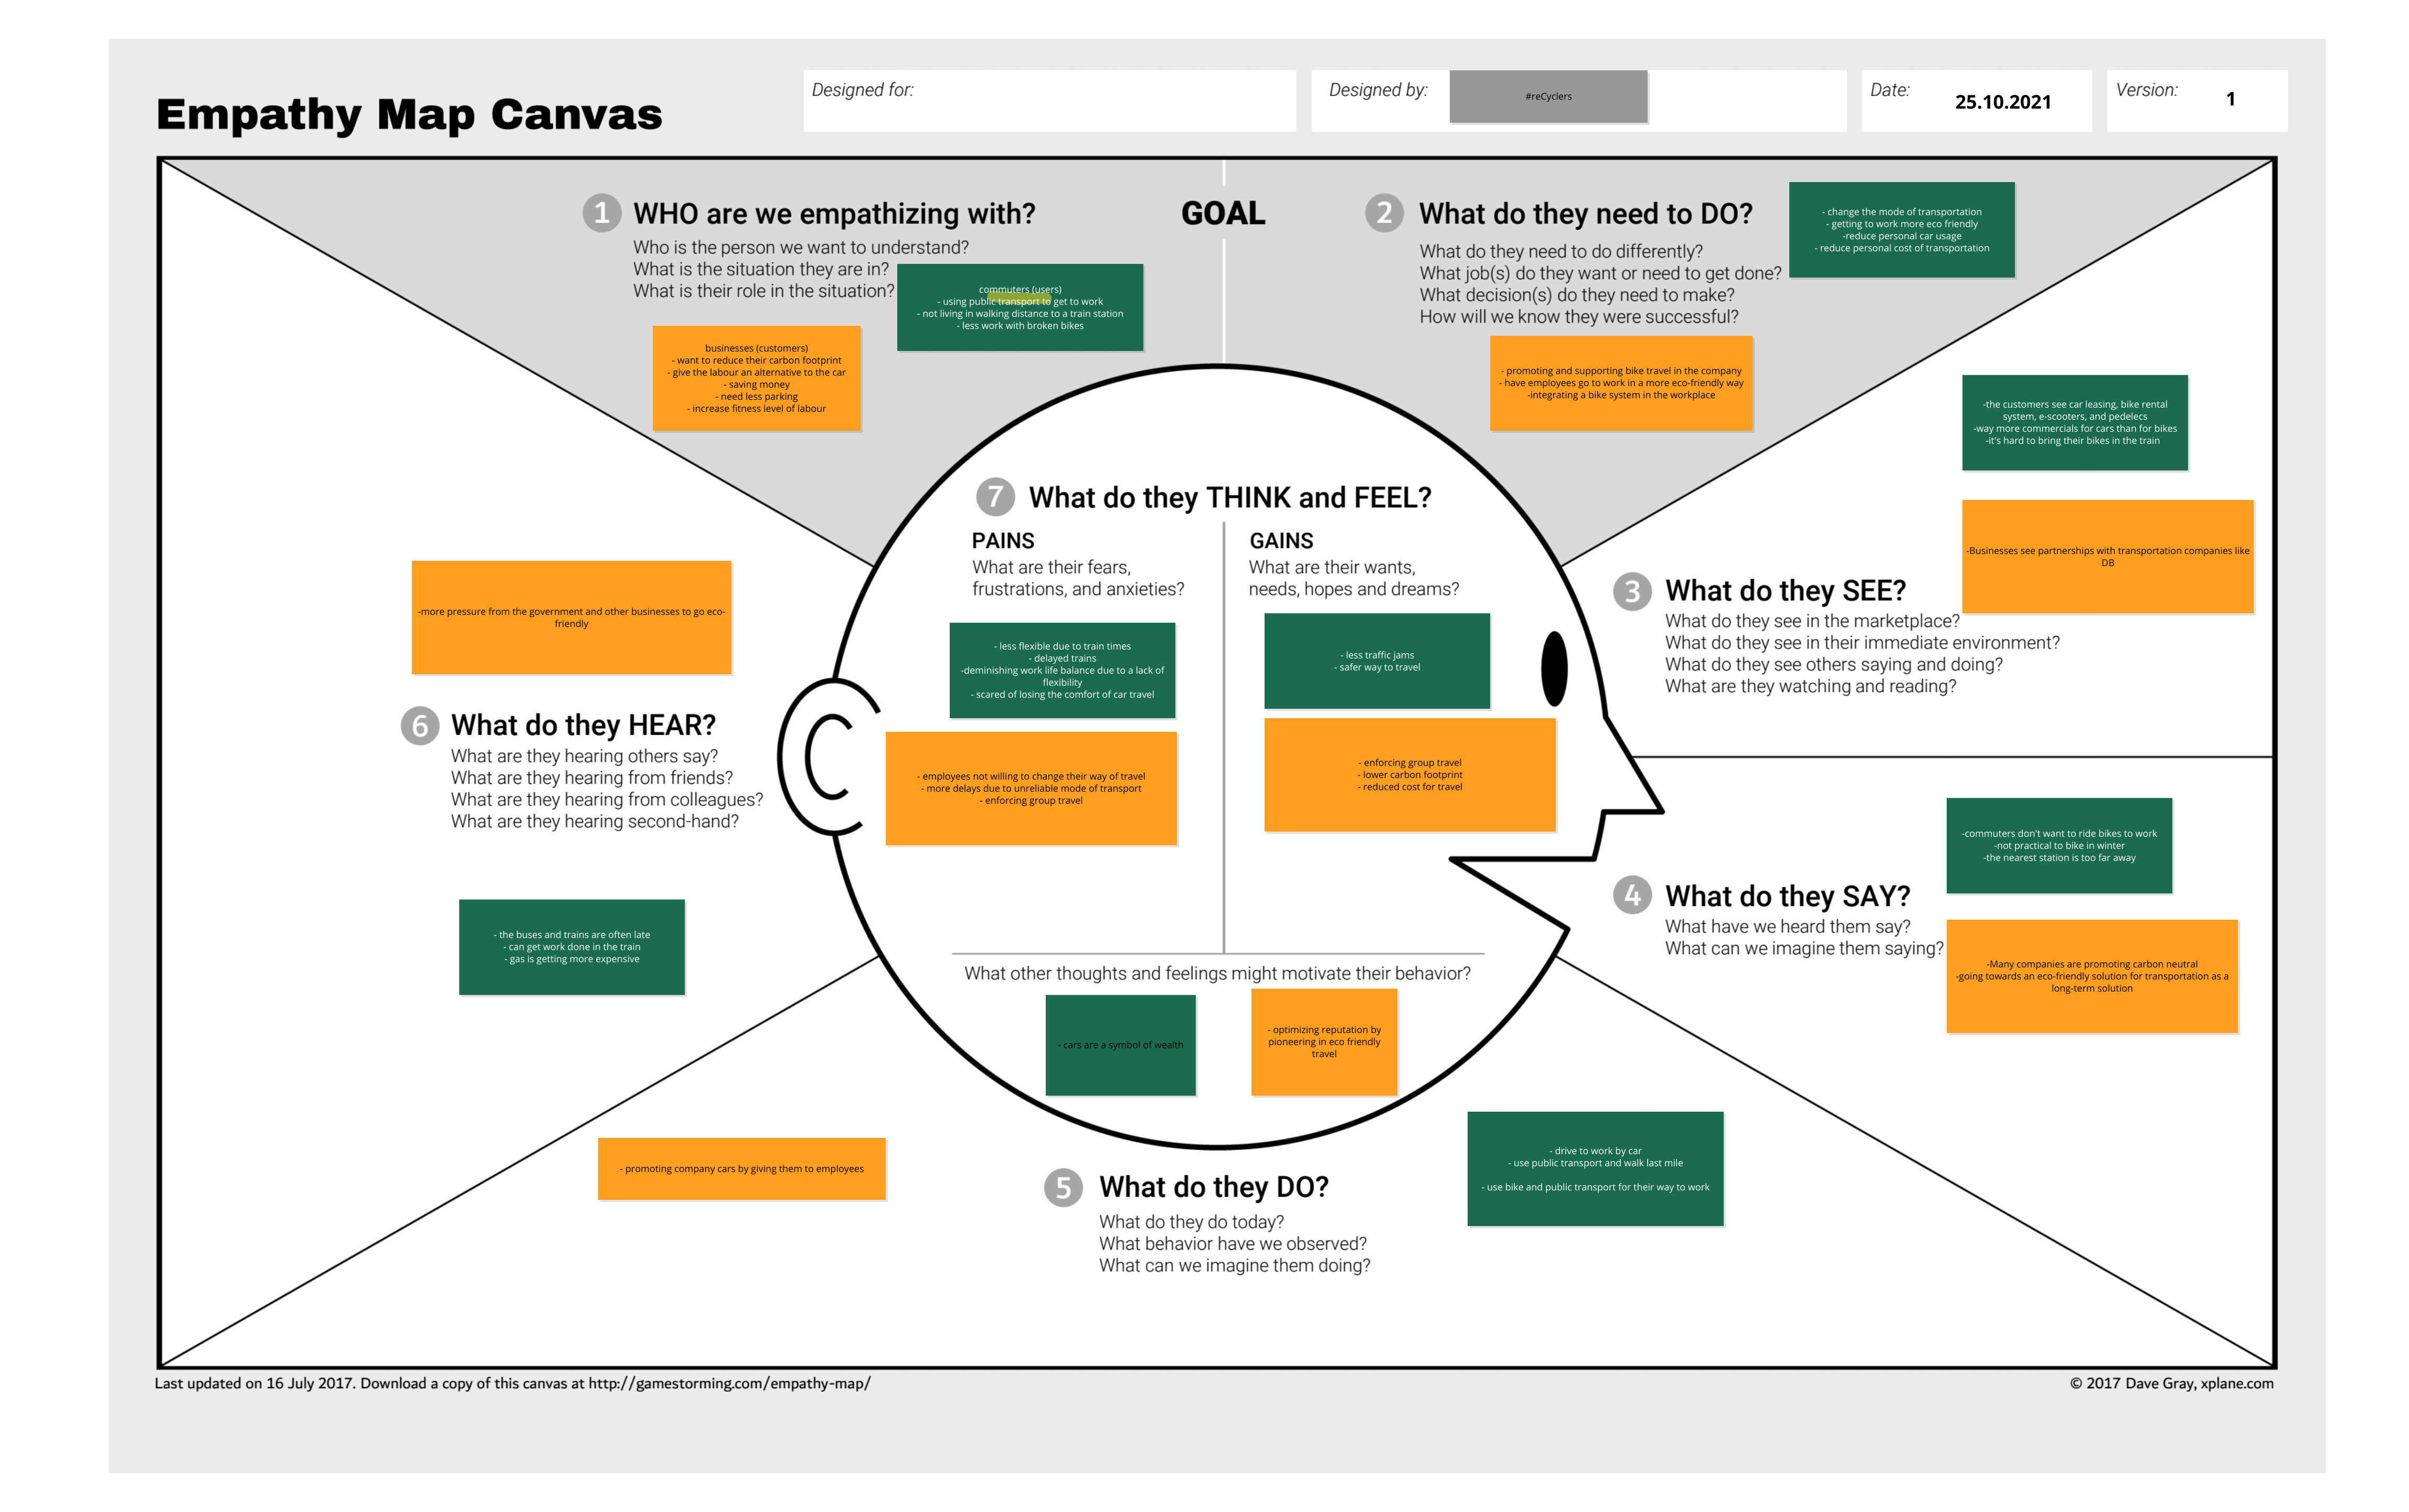 Empathy Map Canvas
Designed for:
Designed by:
#reCyclers
Date:
25.10.2021
Version:
1
1 WHO are we empathizing with?
Who is the person we want to understand?
What is the situation they are in?
What is their role in the situation?
commuters (users)
- using public transport to get to work
- not living in walking distance to a train station
- less work with broken bikes
businesses (customers)
- want to reduce their carbon footprint
- give the labour an alternative to the car
- saving money
- need less parking
- increase fitness level of labour
GOAL
2 What do they need to DO?
What do they need to do differently?
What job(s) do they want or need to get done?
What decision(s) do they need to make?
How will we know they were successful?
- change the mode of transportation
- getting to work more eco friendly
-reduce personal car usage
- reduce personal cost of transportation
- promoting and supporting bike travel in the company
- have employees go to work in a more eco-friendly way
-integrating a bike system in the workplace
-the customers see car leasing, bike rental
system, e-scooters, and pedelecs
-way more commercials for cars than for bikes
-it's hard to bring their bikes in the train
-Businesses see partnerships with transportation companies like
DB
3 What do they SEE?
What do they see in the marketplace?
What do they see in their immediate environment?
What do they see others saying and doing?
What are they watching and reading?
-commuters don't want to ride bikes to work
-not practical to bike in winter
-the nearest station is too far away
4 What do they SAY?
What have we heard them say?
What can we imagine them saying?
-Many companies are promoting carbon neutral
-going towards an eco-friendly solution for transportation as a
long-term solution
5 What do they DO?
What do they do today?
What behavior have we observed?
What can we imagine them doing?
- promoting company cars by giving them to employees
- drive to work by car
- use public transport and walk last mile
- use bike and public transport for their way to work
-more pressure from the government and other businesses to go eco-
friendly
6 What do they HEAR?
What are they hearing others say?
What are they hearing from friends?
What are they hearing from colleagues?
What are they hearing second-hand?
- the buses and trains are often late
- can get work done in the train
- gas is getting more expensive
7 What do they THINK and FEEL?
PAINS
What are their fears,
frustrations, and anxieties?
- less flexible due to train times
- delayed trains
-deminishing work life balance due to a lack of
flexibility
- scared of losing the comfort of car travel
- employees not willing to change their way of travel
- more delays due to unreliable mode of transport
- enforcing group travel
GAINS
What are their wants,
needs, hopes and dreams?
- less traffic jams
- safer way to travel
- enforcing group travel
- lower carbon footprint
- reduced cost for travel
What other thoughts and feelings might motivate their behavior?
- cars are a symbol of wealth
- optimizing reputation by
pioneering in eco friendly
travel
Last updated on 16 July 2017. Download a copy of this canvas at http://gamestorming.com/empathy-map/
© 2017 Dave Gray, xplane.com